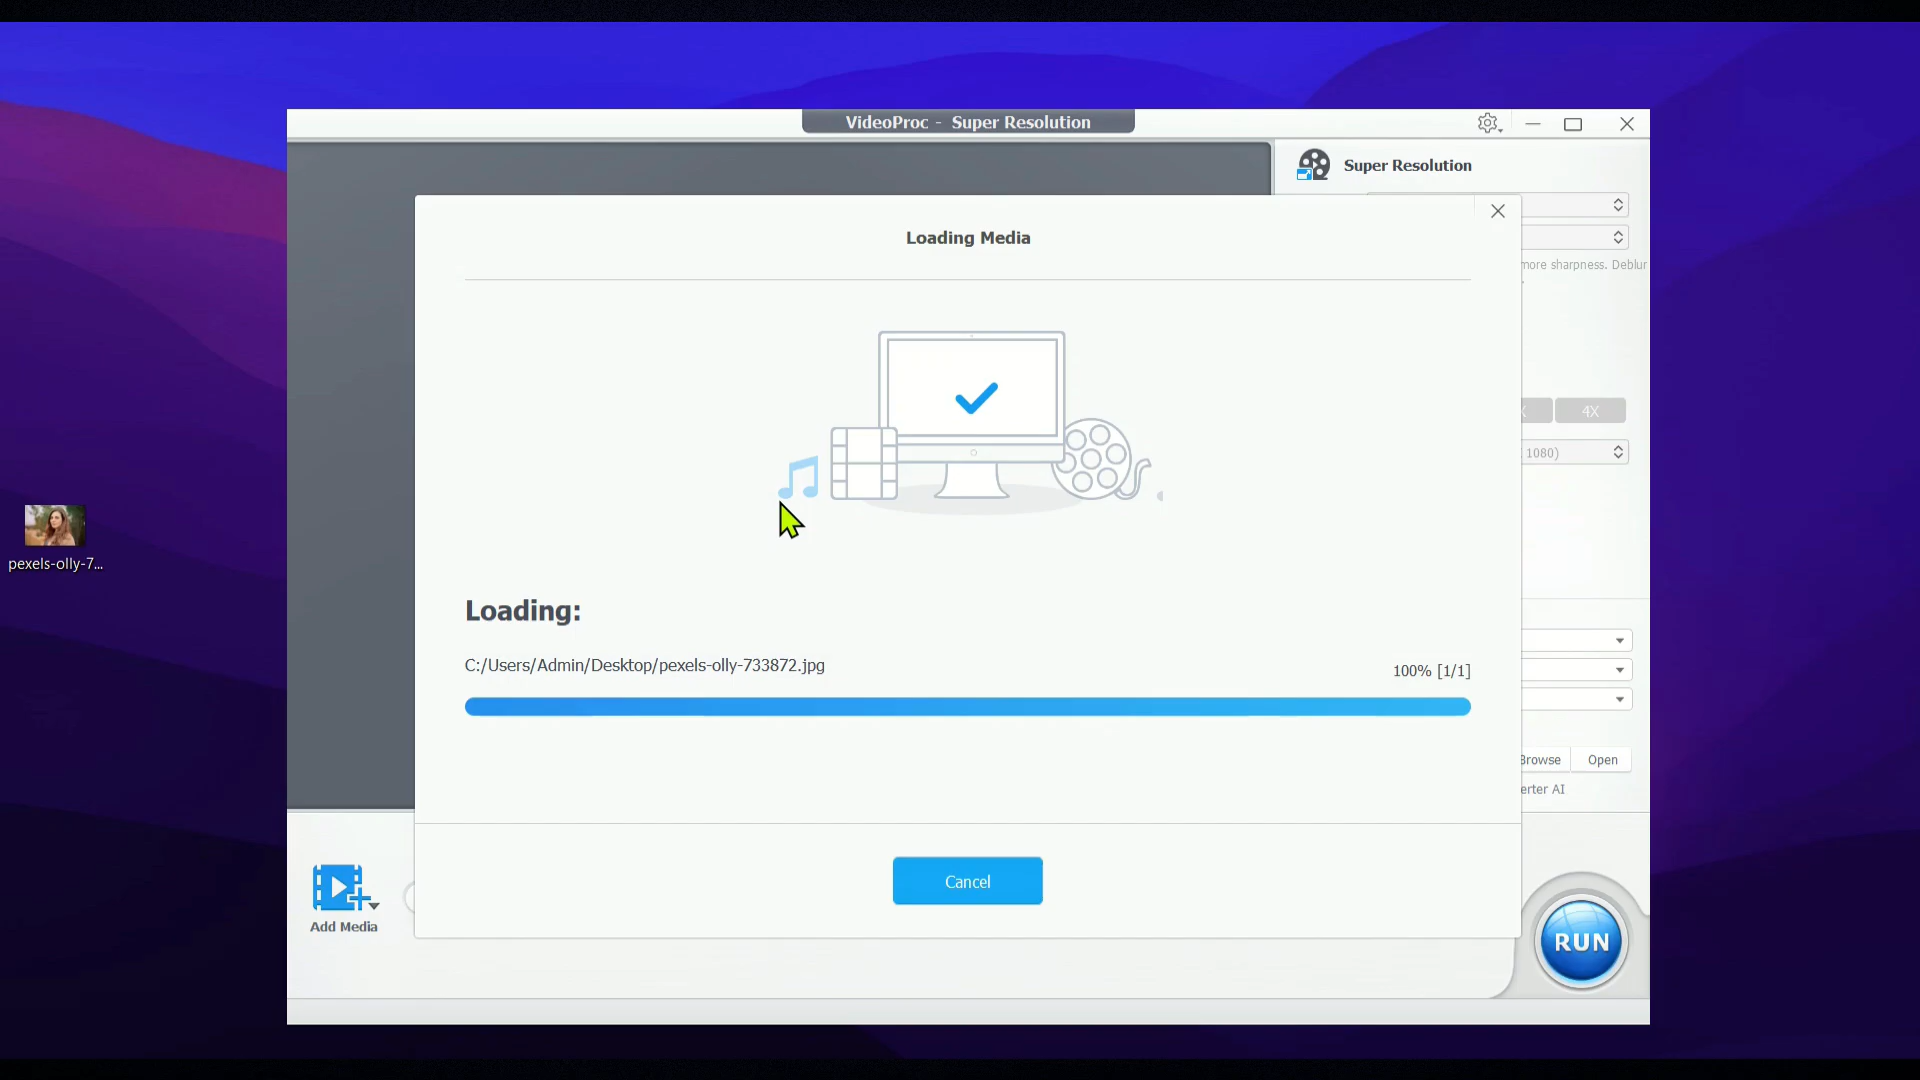 VideoProc - Super Resolution
Super Resolution
Loading Media
more sharpness. Deblur
4X
1080)
pexels-olly-7...
Loading:
C:/Users/Admin/Desktop/pexels-olly-733872.jpg
100% [1/1]
Browse
Open
erter AI
Cancel
Add Media
RUN